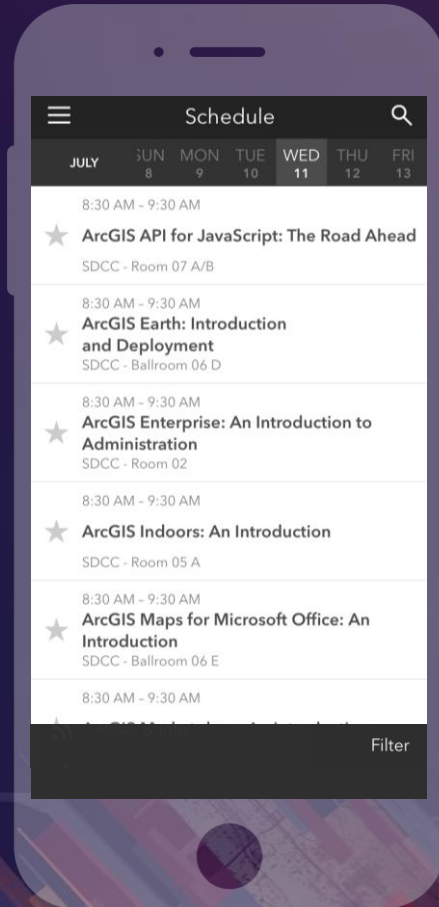 Schedule
JULY
SUN MON TUE WED THU FRI
8 9 10 11 12 13
8:30 AM – 9:30 AM
ArcGIS API for JavaScript: The Road Ahead
SDCC - Room 07 A/B
8:30 AM – 9:30 AM
ArcGIS Earth: Introduction
and Deployment
SDCC - Ballroom 06 D
8:30 AM – 9:30 AM
ArcGIS Enterprise: An Introduction to
Administration
SDCC - Room 02
8:30 AM – 9:30 AM
ArcGIS Indoors: An Introduction
SDCC - Room 05 A
8:30 AM – 9:30 AM
ArcGIS Maps for Microsoft Office: An
Introduction
SDCC - Ballroom 06 E
8:30 AM – 9:30 AM
Filter